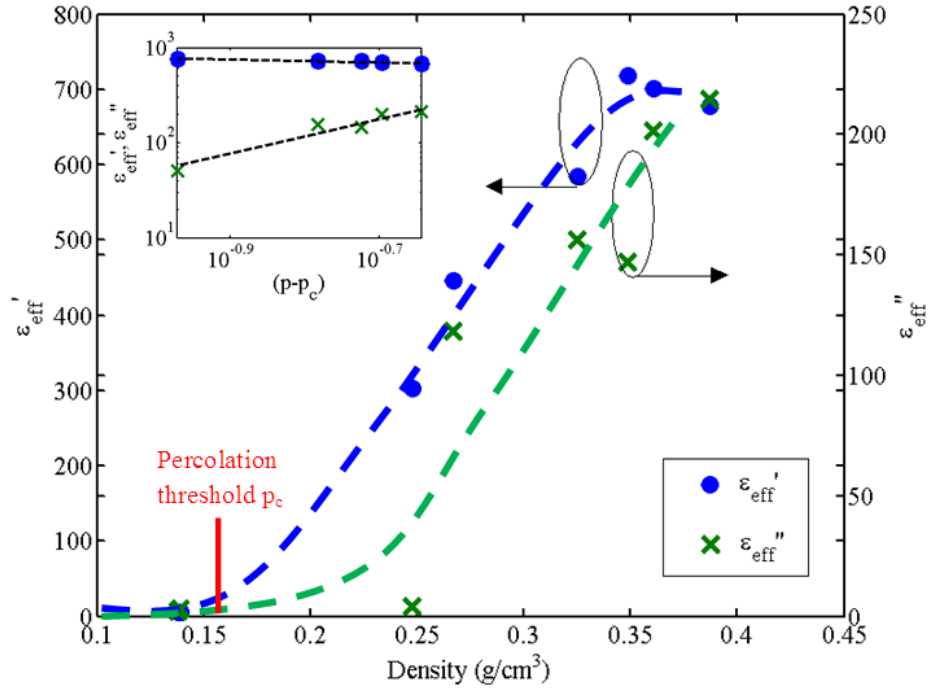 800
700
600
500
400
300
200
100
0
250
200
150
100
50
0
0.1 0.15 0.2 0.25 0.3 0.35 0.4 0.45
Density (g/cm³)
ε_eff'
ε_eff''
10³
10²
10¹
10^-0.9 10^-0.7
(p-p_c)
ε_eff', ε_eff''
Percolation
threshold p_c
ε_eff'
ε_eff''